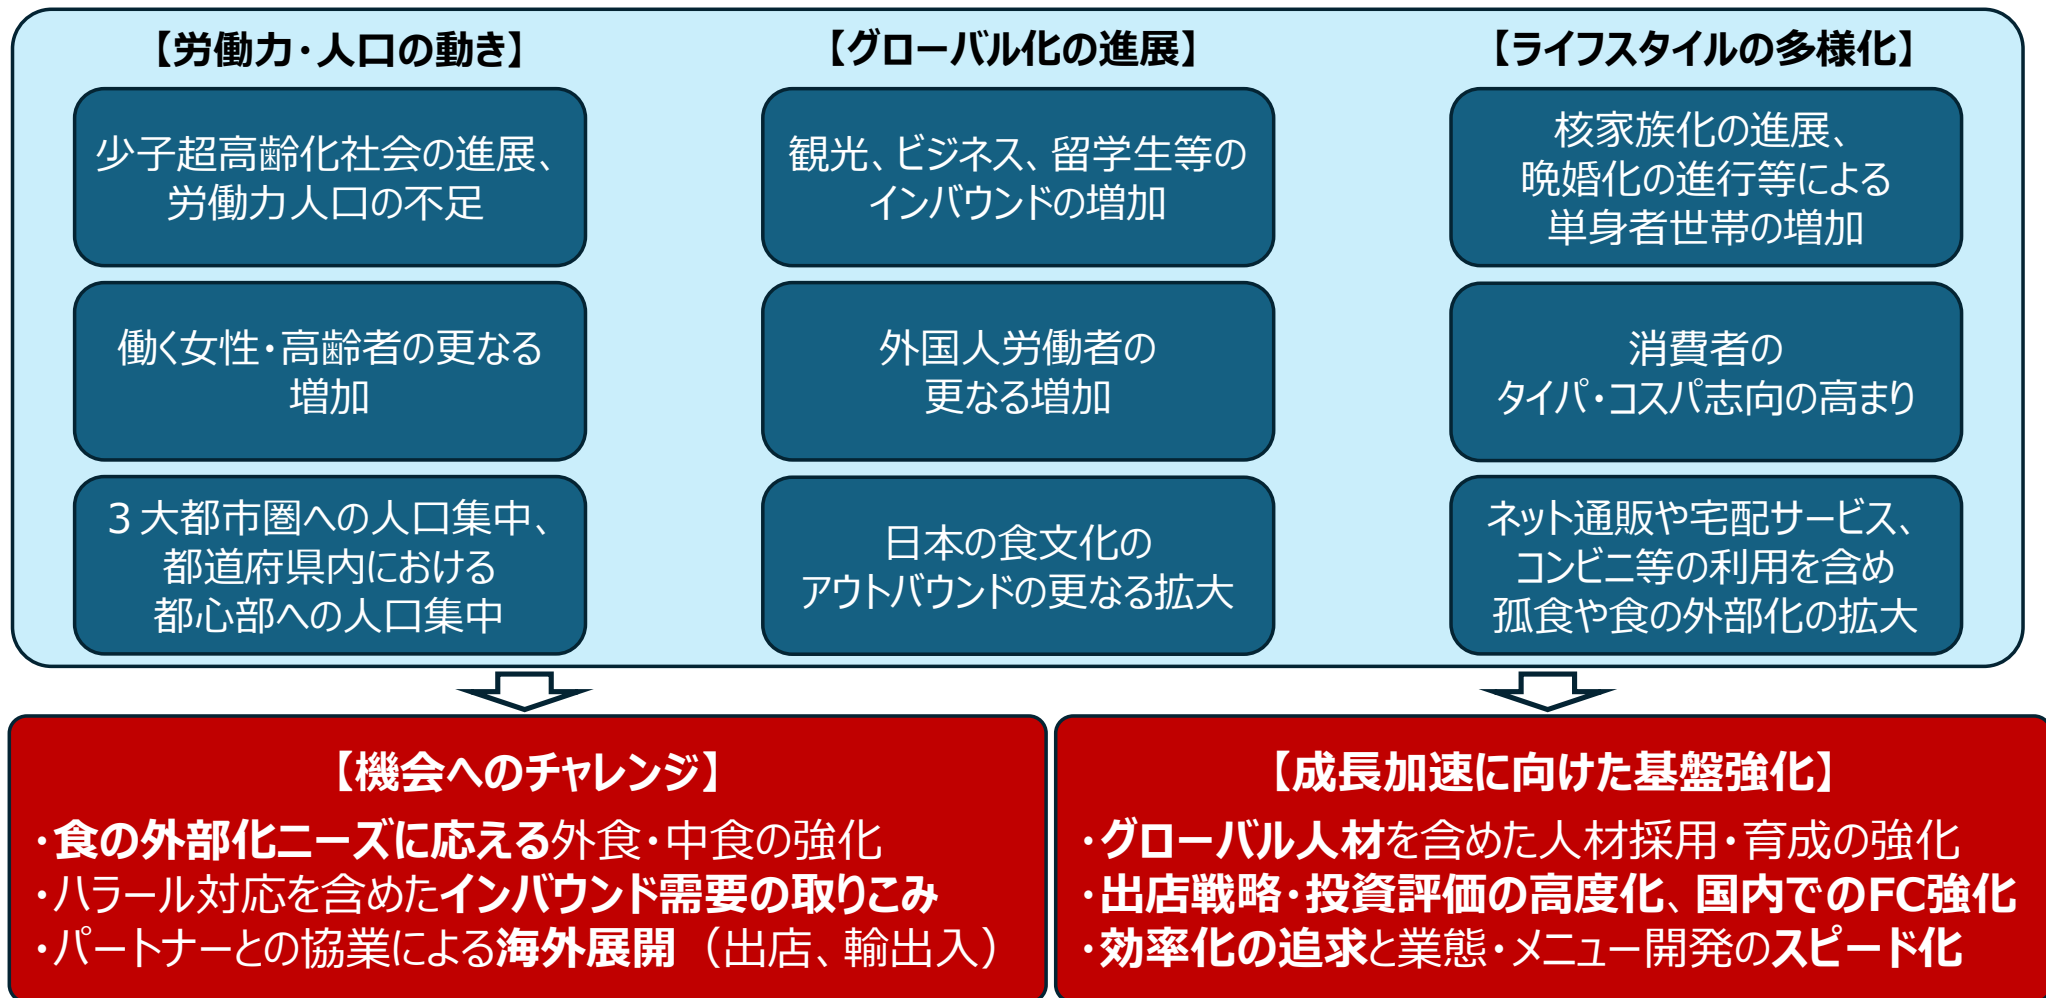 【労働力・人口の動き】
少子超高齢化社会の進展、
労働力人口の不足
働く女性・高齢者の更なる
増加
３大都市圏への人口集中、
都道府県内における
都心部への人口集中
【グローバル化の進展】
観光、ビジネス、留学生等の
インバウンドの増加
外国人労働者の
更なる増加
日本の食文化の
アウトバウンドの更なる拡大
【ライフスタイルの多様化】
核家族化の進展、
晩婚化の進行等による
単身者世帯の増加
消費者の
タイパ・コスパ志向の高まり
ネット通販や宅配サービス、
コンビニ等の利用を含め
孤食や食の外部化の拡大
【機会へのチャレンジ】
・食の外部化ニーズに応える外食・中食の強化
・ハラール対応を含めたインバウンド需要の取りこみ
・パートナーとの協業による海外展開（出店、輸出入）
【成長加速に向けた基盤強化】
・グローバル人材を含めた人材採用・育成の強化
・出店戦略・投資評価の高度化、国内でのFC強化
・効率化の追求と業態・メニュー開発のスピード化